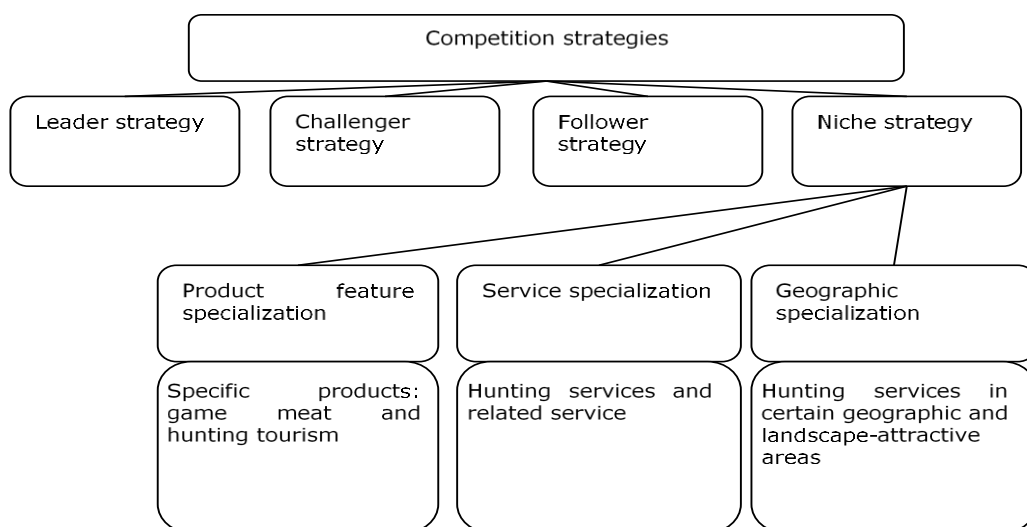 Competition strategies
Leader strategy
Challenger
strategy
Follower
strategy
Niche strategy
Product feature
specialization
Service specialization
Geographic
specialization
Specific products:
game meat and
hunting tourism
Hunting services and
related service
Hunting services in
certain geographic and
landscape-attractive
areas